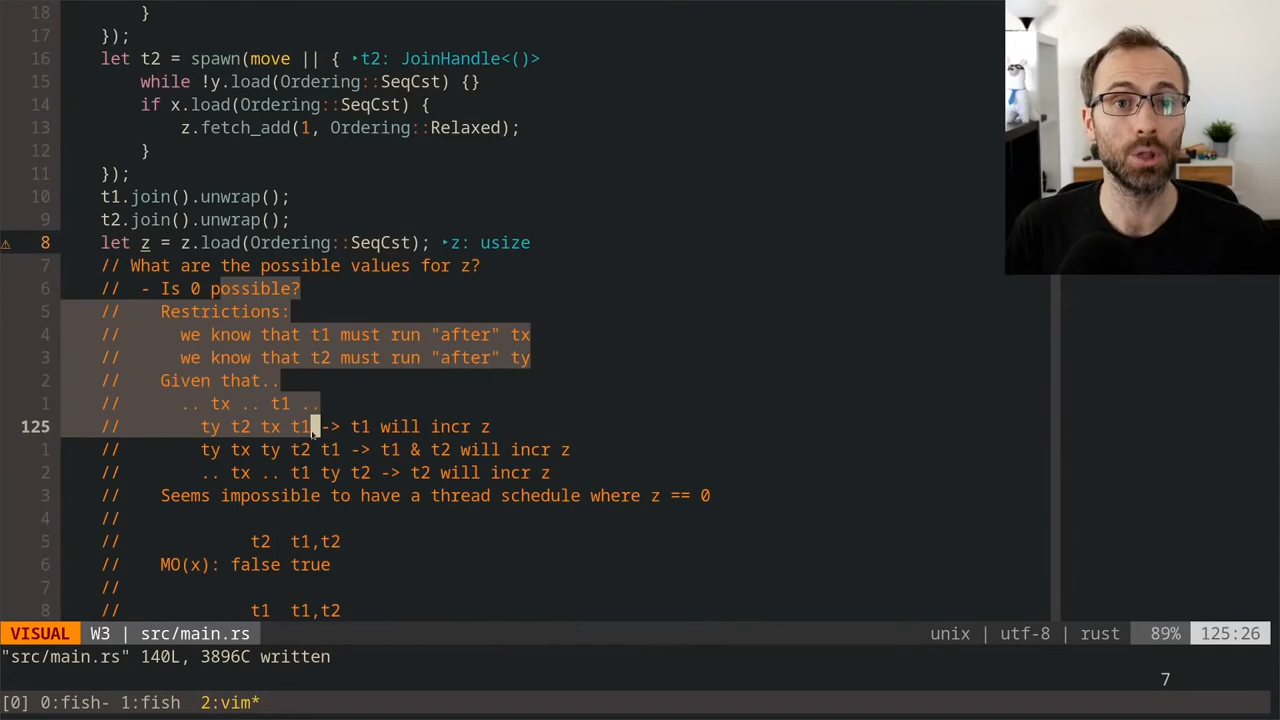 18 }
17 });
16 let t2 = spawn(move || { ‣t2: JoinHandle<()>
15 while !y.load(Ordering::SeqCst) {}
14 if x.load(Ordering::SeqCst) {
13 z.fetch_add(1, Ordering::Relaxed);
12 }
11 });
10 t1.join().unwrap();
9 t2.join().unwrap();
⚠ 8 let z = z.load(Ordering::SeqCst); ‣z: usize
7 // What are the possible values for z?
6 // - Is 0 possible?
5 // Restrictions:
4 // we know that t1 must run "after" tx
3 // we know that t2 must run "after" ty
2 // Given that..
1 // .. tx .. t1 ..
125 // ty t2 tx t1 -> t1 will incr z
1 // ty tx ty t2 t1 -> t1 & t2 will incr z
2 // .. tx .. t1 ty t2 -> t2 will incr z
3 // Seems impossible to have a thread schedule where z == 0
4 //
5 // t2 t1,t2
6 // MO(x): false true
7 //
8 // t1 t1,t2
VISUAL W3 | src/main.rs unix | utf-8 | rust 89% 125:26
"src/main.rs" 140L, 3896C written
7
[0] 0:fish- 1:fish 2:vim*